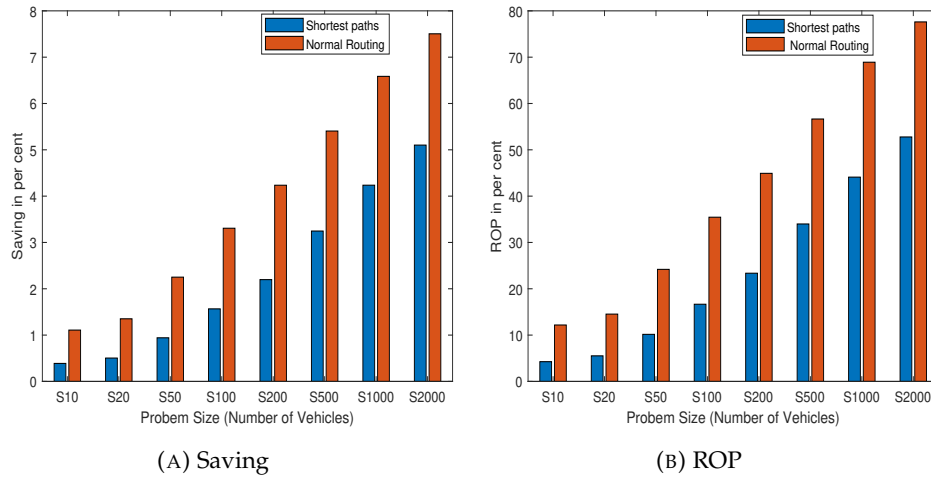 8
7
6
5
4
3
2
1
0
Saving in per cent
Shortest paths
Normal Routing
S10 S20 S50 S100 S200 S500 S1000 S2000
Probem Size (Number of Vehicles)
(A) Saving
80
70
60
50
40
30
20
10
0
ROP in per cent
Shortest paths
Normal Routing
S10 S20 S50 S100 S200 S500 S1000 S2000
Probem Size (Number of Vehicles)
(B) ROP